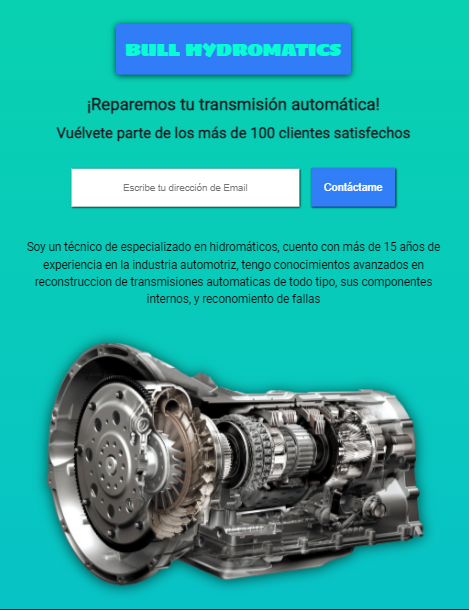 BULL HYDROMATICS
¡Reparemos tu transmisión automática!
Vuélvete parte de los más de 100 clientes satisfechos
Escribe tu dirección de Email
Contáctame
Soy un técnico de especializado en hidromáticos, cuento con más de 15 años de
experiencia en la industria automotriz, tengo conocimientos avanzados en
reconstruccion de transmisiones automaticas de todo tipo, sus componentes
internos, y reconomiento de fallas